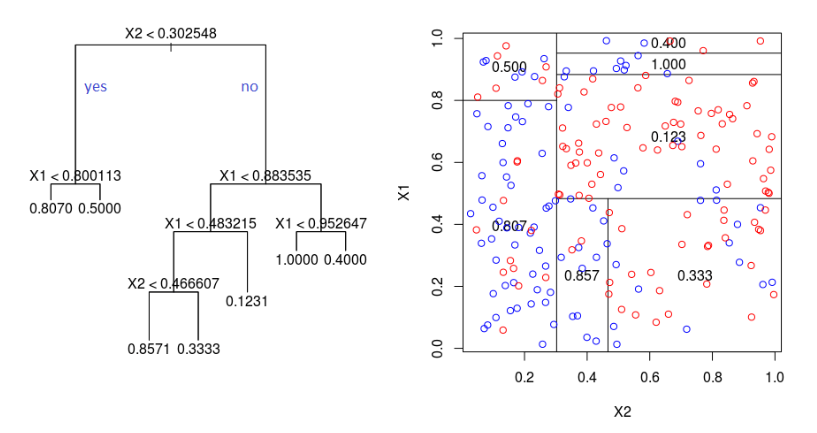 X2 < 0.302548
yes
no
X1 < 0.800113
X1 < 0.883535
0.8070 0.5000
X1 < 0.483215
X1 < 0.952647
1.0000 0.4000
X2 < 0.466607
0.1231
0.8571 0.3333
1.0
0.8
0.6
0.4
0.2
0.0
X1
0.400
1.000
0.500
0.123
0.807
0.857
0.333
0.2
0.4
0.6
0.8
1.0
X2